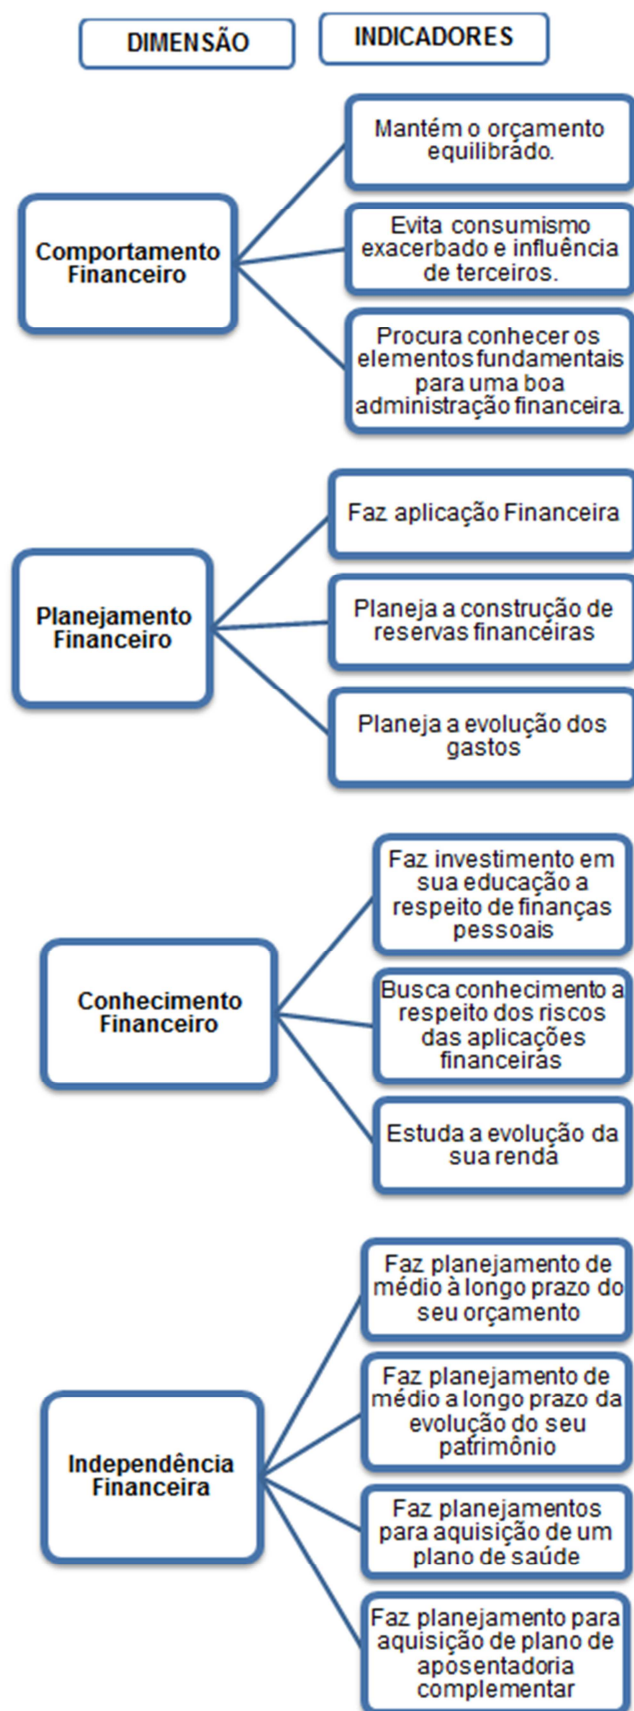 DIMENSÃO
INDICADORES
Comportamento
Financeiro
Mantém o orçamento
equilibrado.
Evita consumismo
exacerbado e influência
de terceiros.
Procura conhecer os
elementos fundamentais
para uma boa
administração financeira.
Planejamento
Financeiro
Faz aplicação Financeira
Planeja a construção de
reservas financeiras
Planeja a evolução dos
gastos
Conhecimento
Financeiro
Faz investimento em
sua educação a
respeito de finanças
pessoais
Busca conhecimento a
respeito dos riscos
das aplicações
financeiras
Estuda a evolução da
sua renda
Independência
Financeira
Faz planejamento de
médio à longo prazo do
seu orçamento
Faz planejamento de
médio a longo prazo da
evolução do seu
patrimônio
Faz planejamentos
para aquisição de um
plano de saúde
Faz planejamento para
aquisição de plano de
aposentadoria
complementar